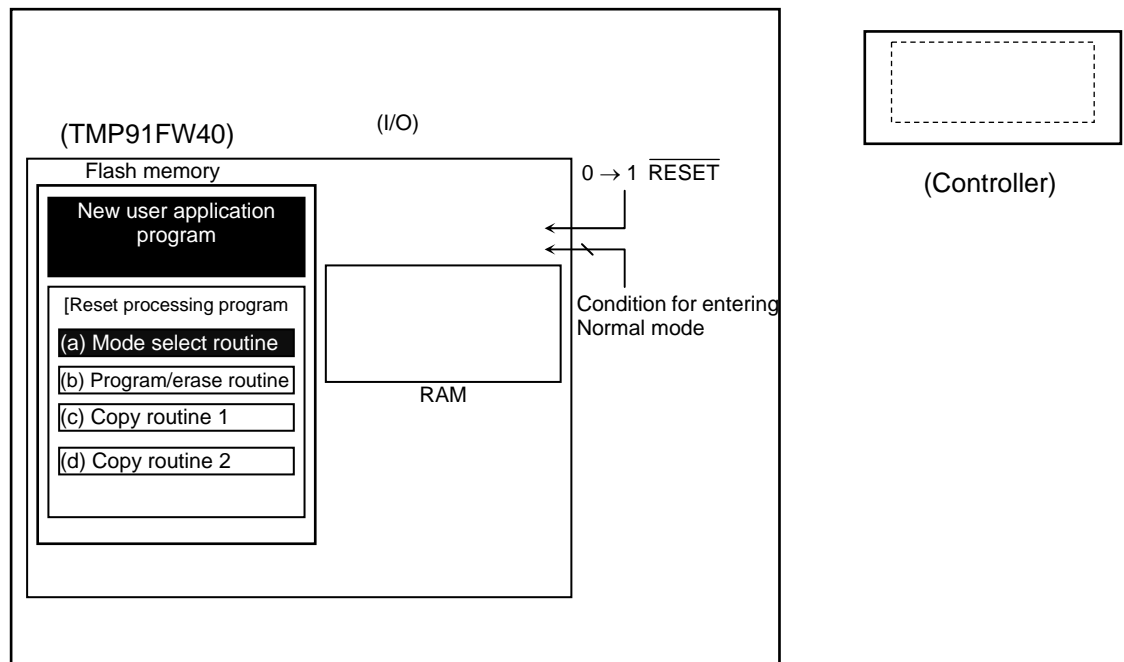 (TMP91FW40)
(I/O)
Flash memory
New user application
program
[Reset processing program
(a) Mode select routine
(b) Program/erase routine
(c) Copy routine 1
(d) Copy routine 2
RAM
0 → 1 RESET
Condition for entering
Normal mode
(Controller)